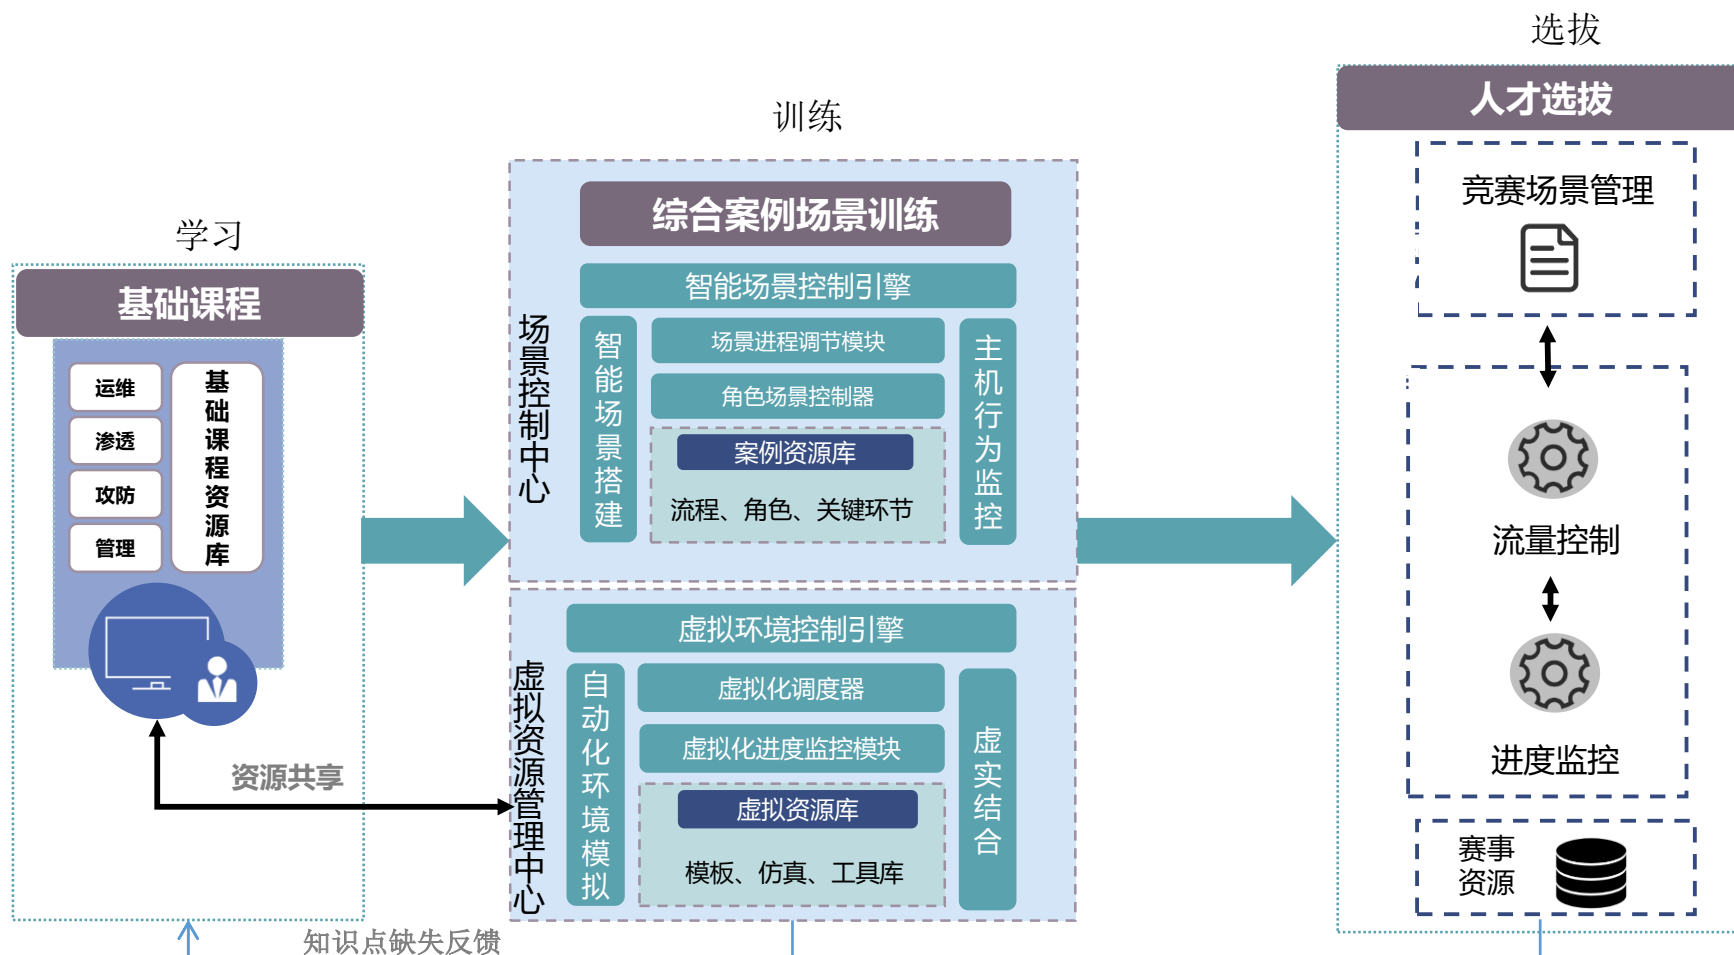 学习
基础课程
运维
渗透
攻防
管理
基础课程资源库
资源共享
知识点缺失反馈
训练
综合案例场景训练
场景控制中心
智能场景控制引擎
智能场景搭建
场景进程调节模块
角色场景控制器
案例资源库
流程、角色、关键环节
主机行为监控
虚拟资源管理中心
虚拟环境控制引擎
自动化环境模拟
虚拟化调度器
虚拟化进度监控模块
虚拟资源库
模板、仿真、工具库
虚实结合
选拔
人才选拔
竞赛场景管理
流量控制
进度监控
赛事
资源